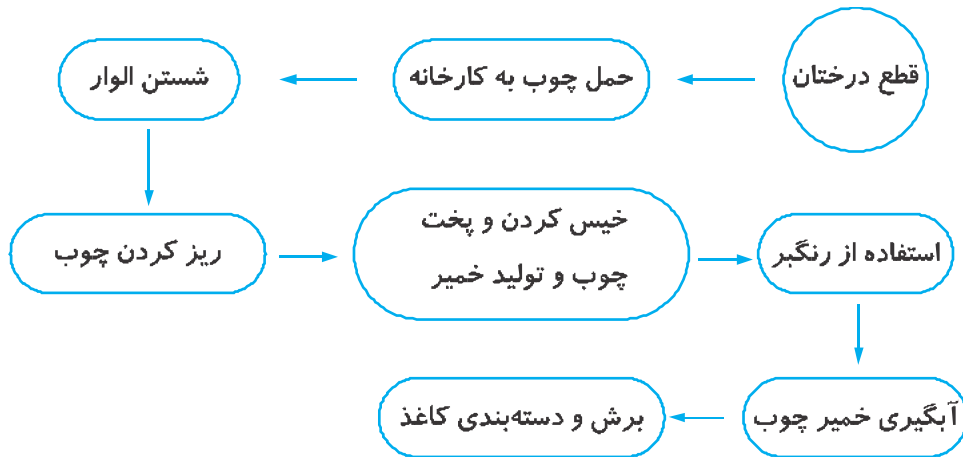 قطع درختان
حمل چوب به کارخانه
شستن الوار
ریز کردن چوب
خیس کردن و پخت
چوب و تولید خمیر
استفاده از رنگبر
آبگیری خمیر چوب
برش و دسته‌بندی کاغذ